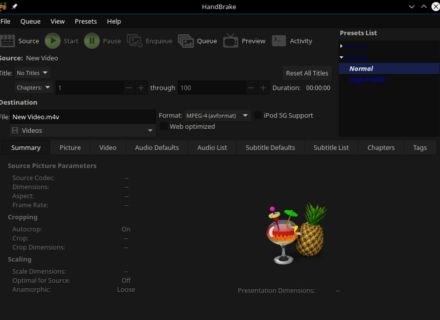 HandBrake
File Queue View Presets Help
Source Start Pause Enqueue Queue Preview Activity
Presets List
Source: New Video
Title: No Titles Reset All Titles
Normal
Chapters: 1 through 100 Duration: 00:00:00
Destination
File: New Video.m4v Format: MPEG-4 (avformat) iPod 5G Support
Videos Web optimized
Summary Picture Video Audio Defaults Audio List Subtitle Defaults Subtitle List Chapters Tags
Source Picture Parameters
Source Codec: --
Dimensions: --
Aspect: --
Frame Rate: --
Cropping
Autocrop: On
Crop: --
Crop Dimensions: --
Scaling
Scale Dimensions: --
Optimal for Source: Off
Anamorphic: Loose
Presentation Dimensions: --